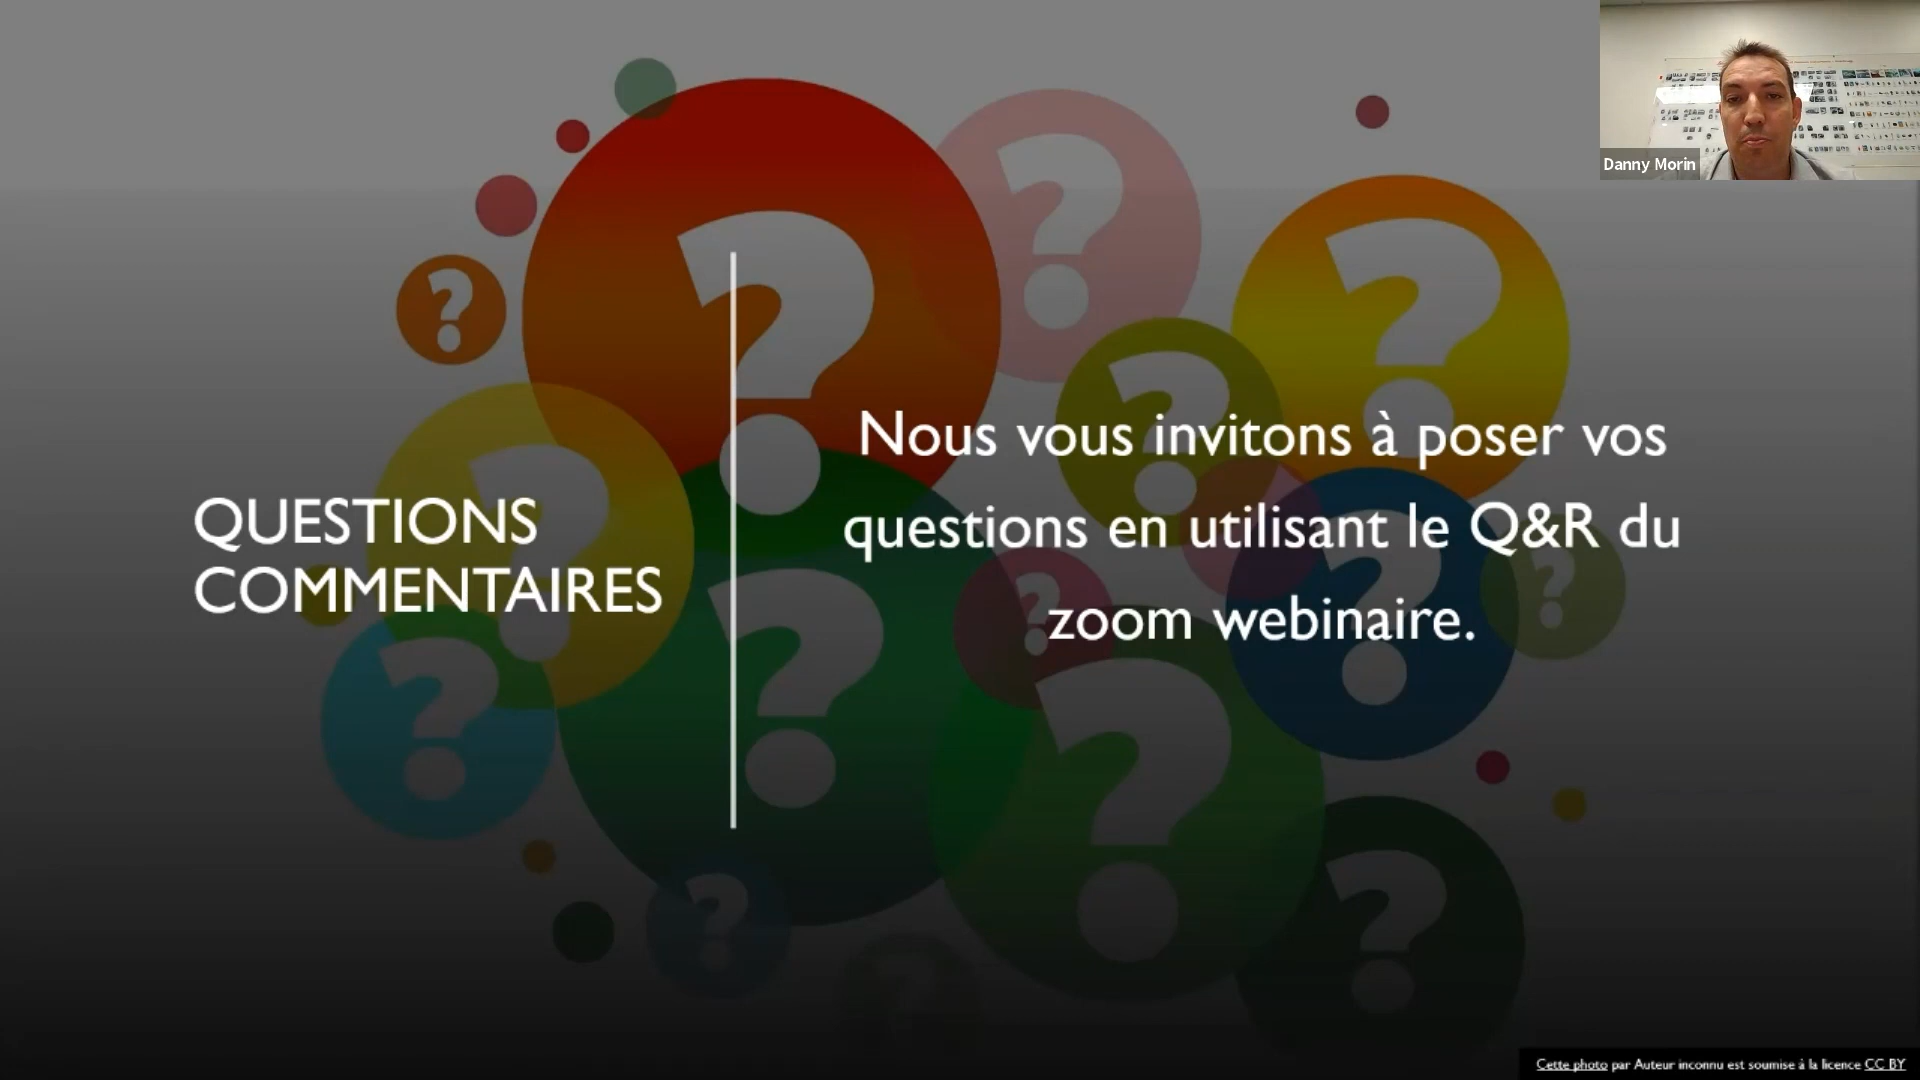 Danny Morin
QUESTIONS
COMMENTAIRES
Nous vous invitons à poser vos
questions en utilisant le Q&R du
zoom webinaire.
Cette photo par Auteur inconnu est soumise à la licence CC BY